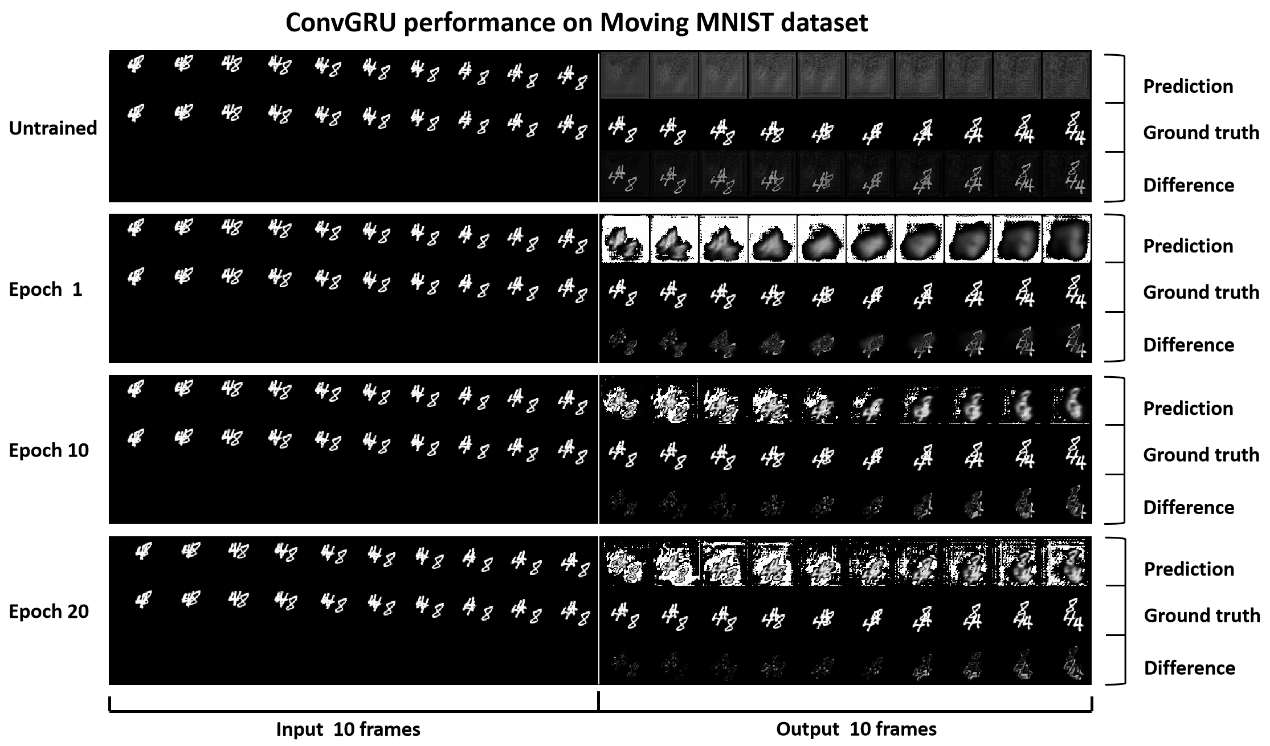 ConvGRU performance on Moving MNIST dataset
Untrained
Prediction
Ground truth
Difference
Epoch 1
Prediction
Ground truth
Difference
Epoch 10
Prediction
Ground truth
Difference
Epoch 20
Prediction
Ground truth
Difference
Input 10 frames
Output 10 frames